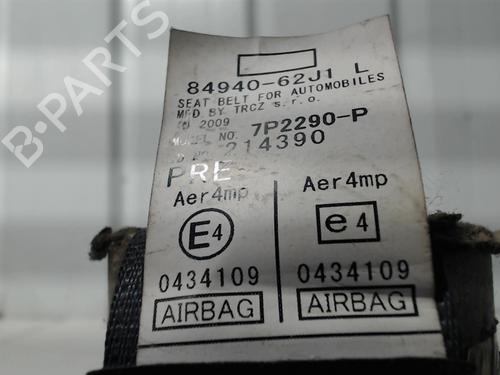 B-PARTS
84940-62J1 L
SEAT BELT FOR AUTOMOBILES
MFD BY TRCZ s.r.o.
2009
MODEL NO. 7P2290-P
NO. 214390
PRE
Aer4mp Aer4mp
E4 e4
0434109 0434109
AIRBAG AIRBAG